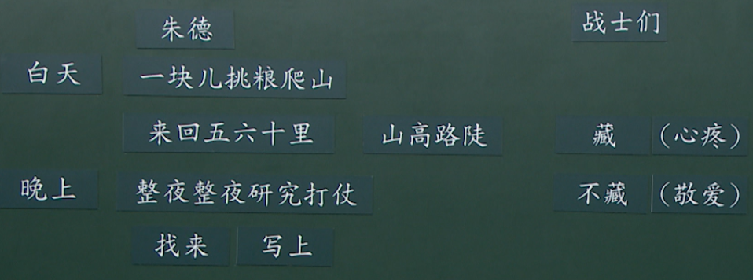 朱德 战士们
白天 一块儿挑粮爬山
来回五六十里 山高路陡 藏 (心疼)
晚上 整夜整夜研究打仗 不藏 (敬爱)
找来 写上